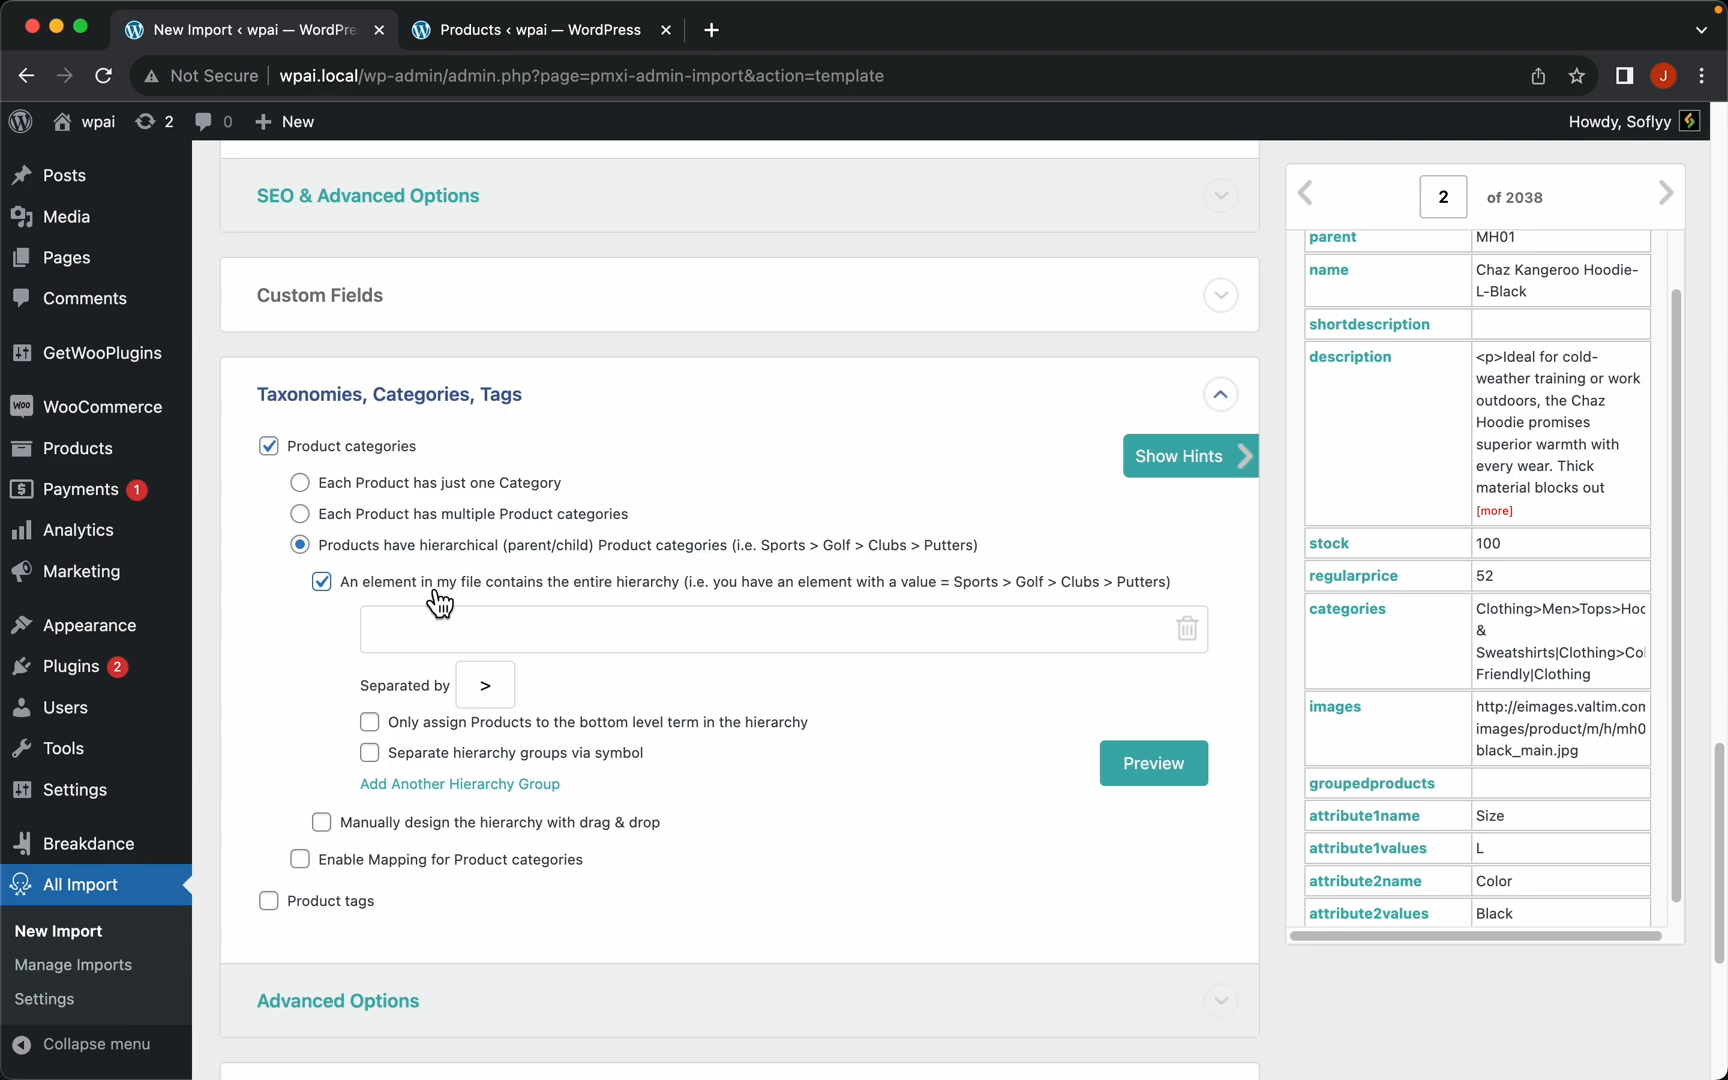 New Import ‹ wpai — WordPre
Products ‹ wpai — WordPress
Not Secure
wpai.local/wp-admin/admin.php?page=pmxi-admin-import&action=template
J
wpai
2
0
New
Howdy, Soflyy
Posts
Media
Pages
Comments
GetWooPlugins
WooCommerce
Products
Payments 1
Analytics
Marketing
Appearance
Plugins 2
Users
Tools
Settings
Breakdance
All Import
New Import
Manage Imports
Settings
Collapse menu
SEO & Advanced Options
Custom Fields
Taxonomies, Categories, Tags
Product categories
Show Hints
Each Product has just one Category
Each Product has multiple Product categories
Products have hierarchical (parent/child) Product categories (i.e. Sports > Golf > Clubs > Putters)
An element in my file contains the entire hierarchy (i.e. you have an element with a value = Sports > Golf > Clubs > Putters)
Separated by >
Only assign Products to the bottom level term in the hierarchy
Separate hierarchy groups via symbol
Preview
Add Another Hierarchy Group
Manually design the hierarchy with drag & drop
Enable Mapping for Product categories
Product tags
Advanced Options
2 of 2038
parent MH01
name Chaz Kangeroo Hoodie-
L-Black
shortdescription
description <p>Ideal for cold-
weather training or work
outdoors, the Chaz
Hoodie promises
superior warmth with
every wear. Thick
material blocks out
[more]
stock 100
regularprice 52
categories Clothing>Men>Tops>Hoo
&
Sweatshirts|Clothing>Col
Friendly|Clothing
images http://eimages.valtim.com
images/product/m/h/mh0
black_main.jpg
groupedproducts
attribute1name Size
attribute1values L
attribute2name Color
attribute2values Black